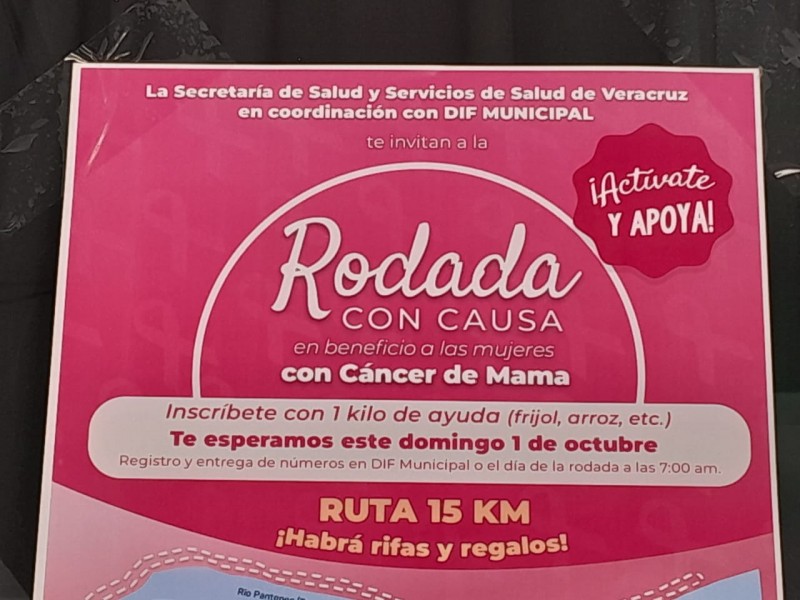 La Secretaría de Salud y Servicios de Salud de Veracruz
en coordinación con DIF MUNICIPAL
te invitan a la
¡Activate
Y APOYA!
Rodada
CON CAUSA
en beneficio a las mujeres
con Cáncer de Mama
Inscríbete con 1 kilo de ayuda (frijol, arroz, etc.)
Te esperamos este domingo 1 de octubre
Registro y entrega de números en DIF Municipal o el día de la rodada a las 7:00 am.
RUTA 15 KM
¡Habrá rifas y regalos!
Río